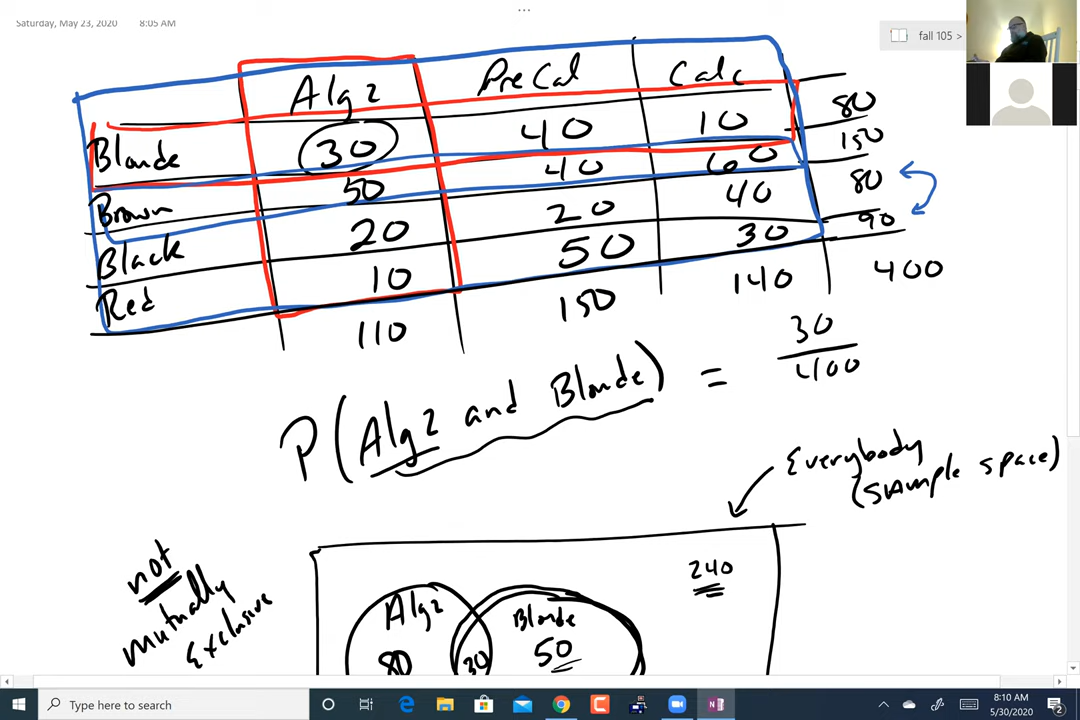 Saturday, May 23, 2020 8:05 AM
fall 105 >
Alg 2 PreCal Calc
Blonde 30 40 10 80
Brown 50 40 60 150
Black 20 20 40 80
Red 10 50 30 90
110 150 140 400
P(Alg 2 and Blonde) = 30/400
Everybody
(sample space)
not
mutually
exclusive
240
Alg 2 Blonde
80 30 50
Type here to search
8:10 AM
5/30/2020
2